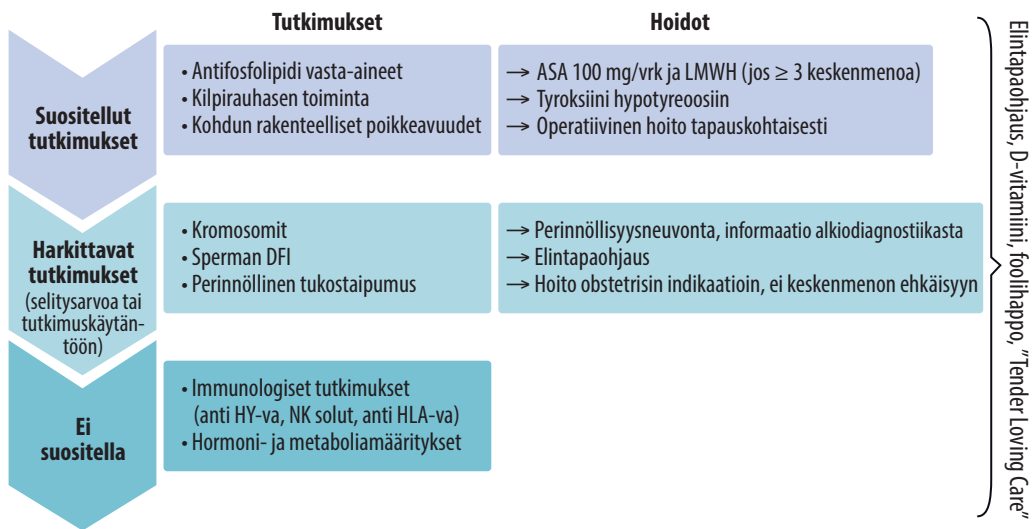 Tutkimukset
Hoidot
Suositellut
tutkimukset
• Antifosfolipidi vasta-aineet
• Kilpirauhasen toiminta
• Kohdun rakenteelliset poikkeavuudet
→ ASA 100 mg/vrk ja LMWH (jos ≥ 3 keskenmenoa)
→ Tyroksiini hypotyreoosiin
→ Operatiivinen hoito tapauskohtaisesti
Harkittavat
tutkimukset
(selitysarvoa tai
tutkimuskäytän-
töön)
• Kromosomit
• Sperman DFI
• Perinnöllinen tukostaipumus
→ Perinnöllisyysneuvonta, informaatio alkiodiagnostiikasta
→ Elintapaohjaus
→ Hoito obstetrisin indikaatioin, ei keskenmenon ehkäisyyn
Ei
suositella
• Immunologiset tutkimukset
(anti HY-va, NK solut, anti HLA-va)
• Hormoni- ja metaboliamääritykset
Elintapaohjaus, D-vitamiini, foolihappo, ”Tender Loving Care”